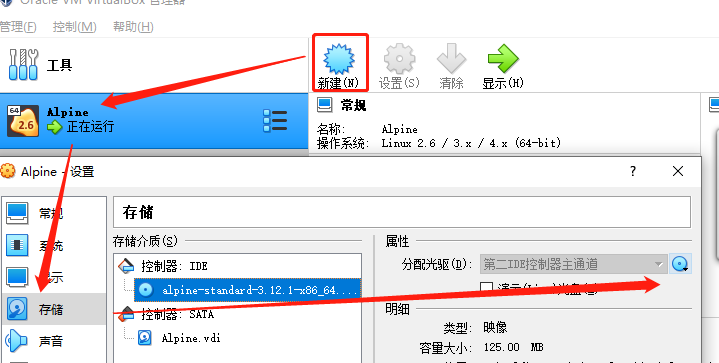 Oracle VM VirtualBox 管理器
管理(F) 控制(M) 帮助(H)
工具
新建(N) 设置(S) 清除 显示(H)
64
2.6
Alpine
正在运行
常规
名称: Alpine
操作系统: Linux 2.6 / 3.x / 4.x (64-bit)
Alpine - 设置
?
常规
系统
显示
存储
声音
存储
存储介质(S)
控制器: IDE
alpine-standard-3.12.1-x86_64....
控制器: SATA
Alpine.vdi
属性
分配光驱(D): 第二IDE控制器主通道
明细
类型: 映像
容量大小: 125.00 MB